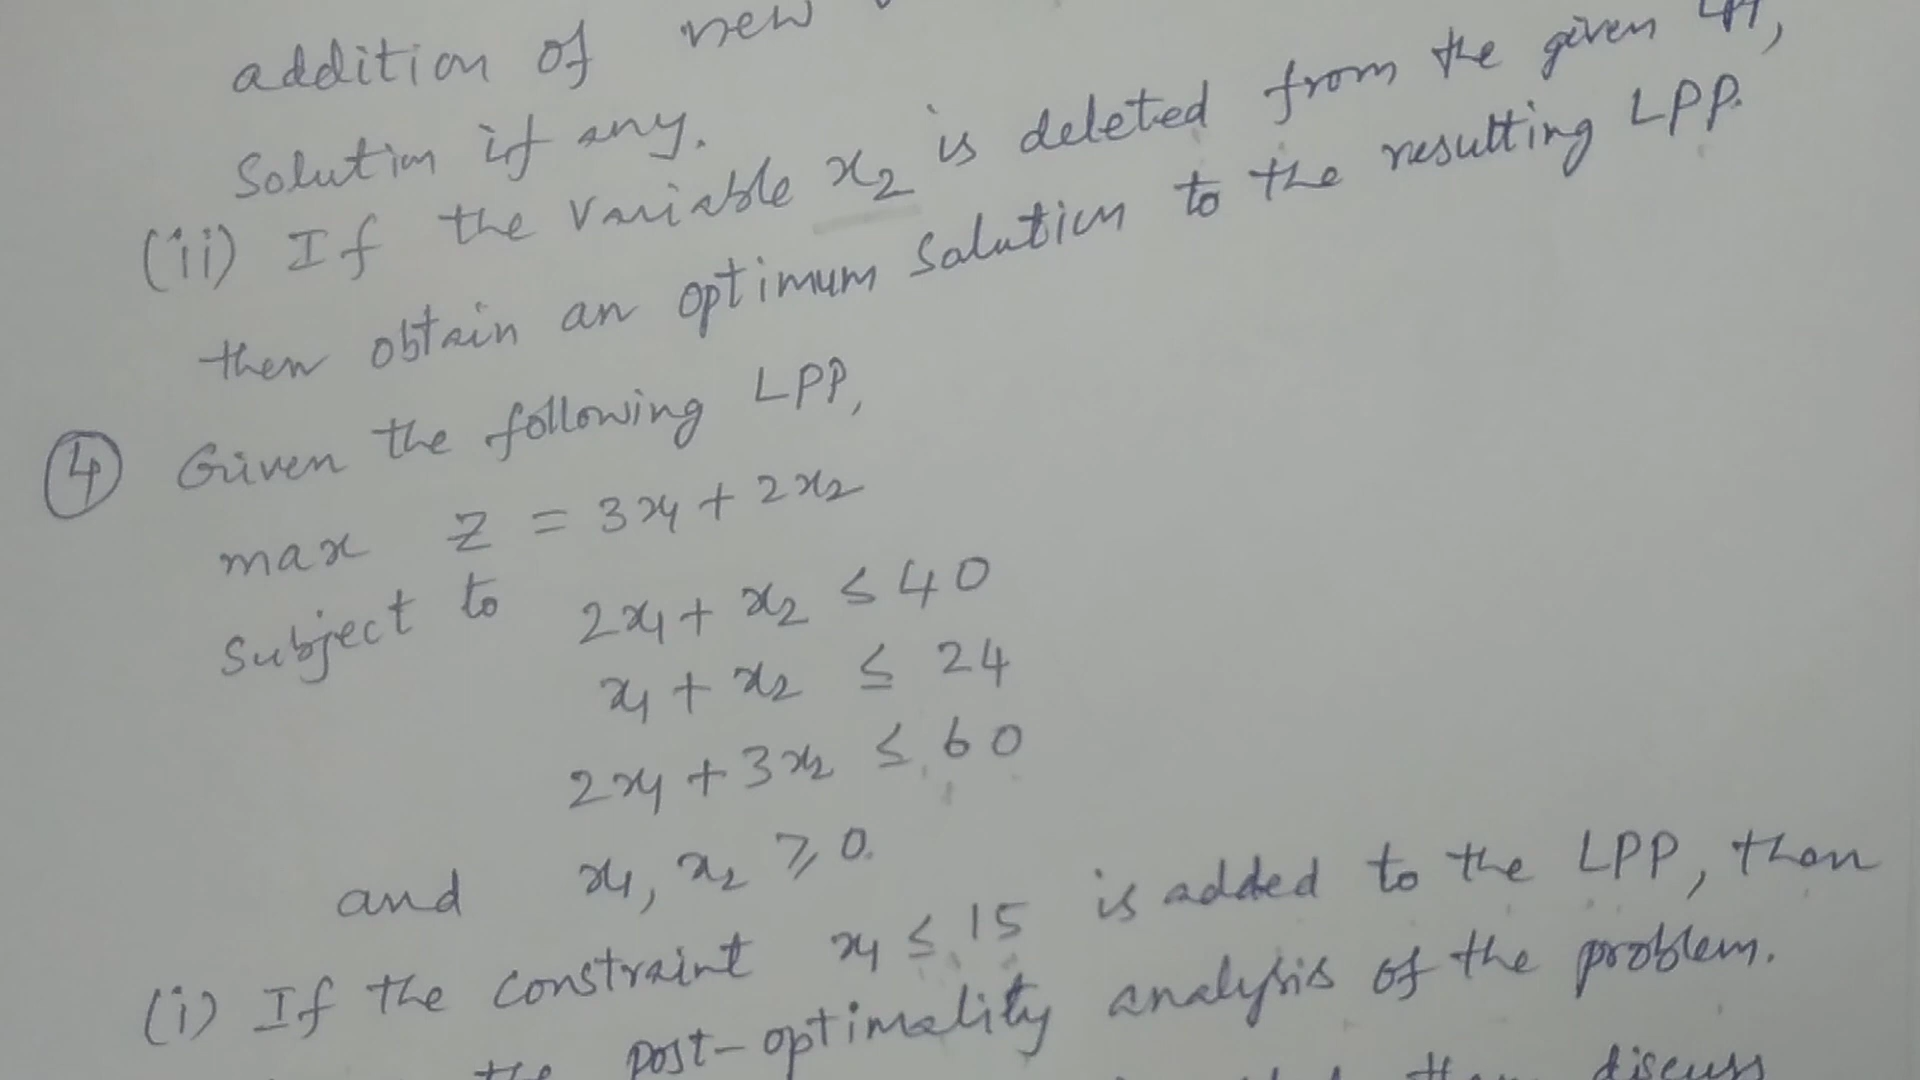 addition of new
Solution if any.
(ii) If the variable x₂ is deleted from the given
then obtain an optimum solution to the resulting LPP.
④ Given the following LPP,
max Z = 3x₁ + 2x₂
Subject to 2x₁ + x₂ ≤ 40
x₁ + x₂ ≤ 24
2x₁ + 3x₂ ≤ 60
and x₁, x₂ ≥ 0.
(i) If the constraint x₁ ≤ 15 is added to the LPP, then
the post-optimality analysis of the problem.
discuss